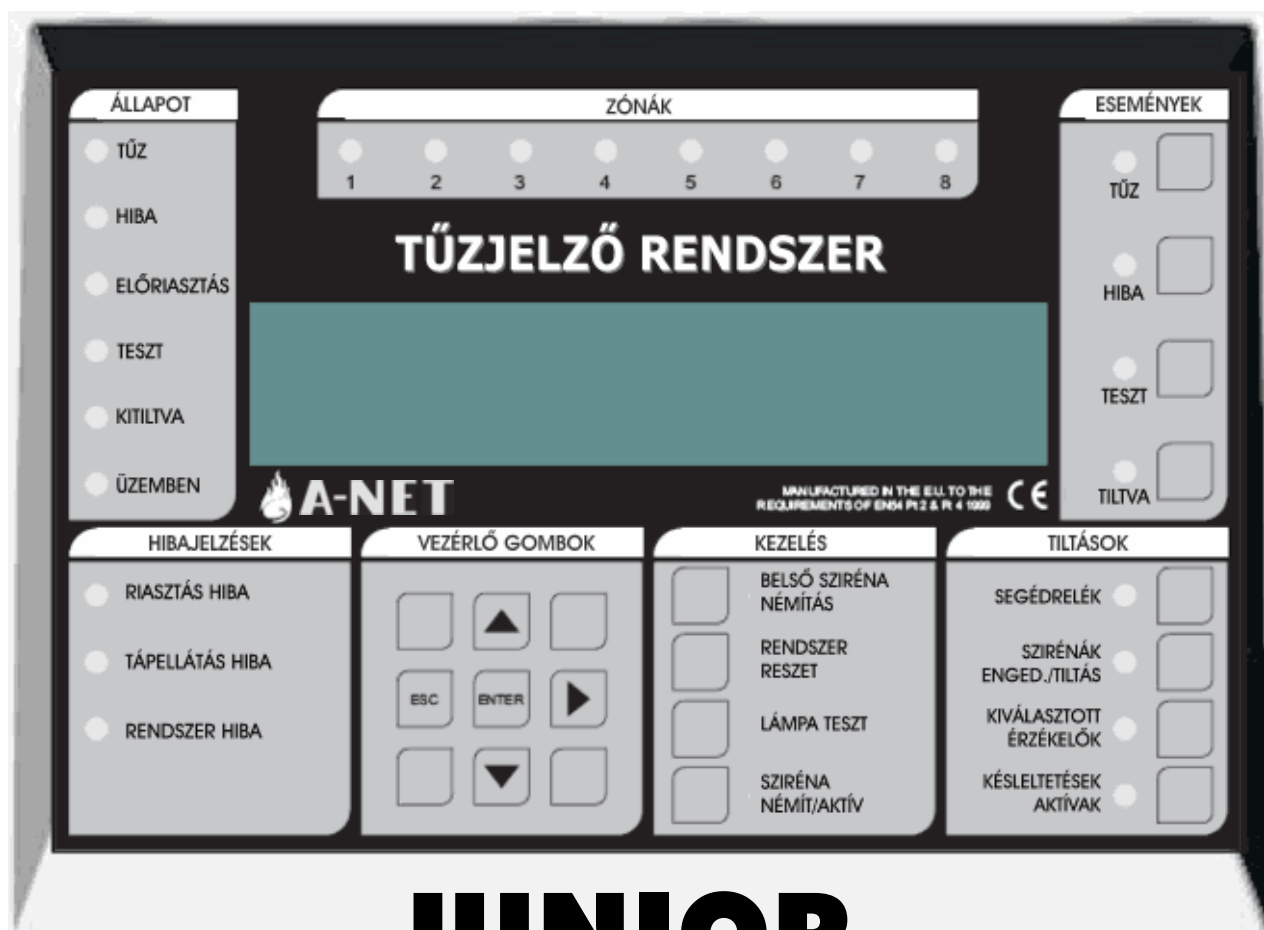 ÁLLAPOT
TŰZ
HIBA
ELŐRIASZTÁS
TESZT
KITILTVA
ÜZEMBEN
ZÓNÁK
1 2 3 4 5 6 7 8
TŰZJELZŐ RENDSZER
A-NET
MANUFACTURED IN THE E.U. TO THE
REQUIREMENTS OF EN54 Pt 2 & Pt 4 1999
CE
ESEMÉNYEK
TŰZ
HIBA
TESZT
TILTVA
HIBAJELZÉSEK
RIASZTÁS HIBA
TÁPELLÁTÁS HIBA
RENDSZER HIBA
VEZÉRLŐ GOMBOK
ESC ENTER
KEZELÉS
BELSŐ SZIRÉNA
NÉMÍTÁS
RENDSZER
RESZET
LÁMPA TESZT
SZIRÉNA
NÉMÍT/AKTÍV
TILTÁSOK
SEGÉDRELÉK
SZIRÉNÁK
ENGED./TILTÁS
KIVÁLASZTOTT
ÉRZÉKELŐK
KÉSLELTETÉSEK
AKTÍVAK
JUNIOR